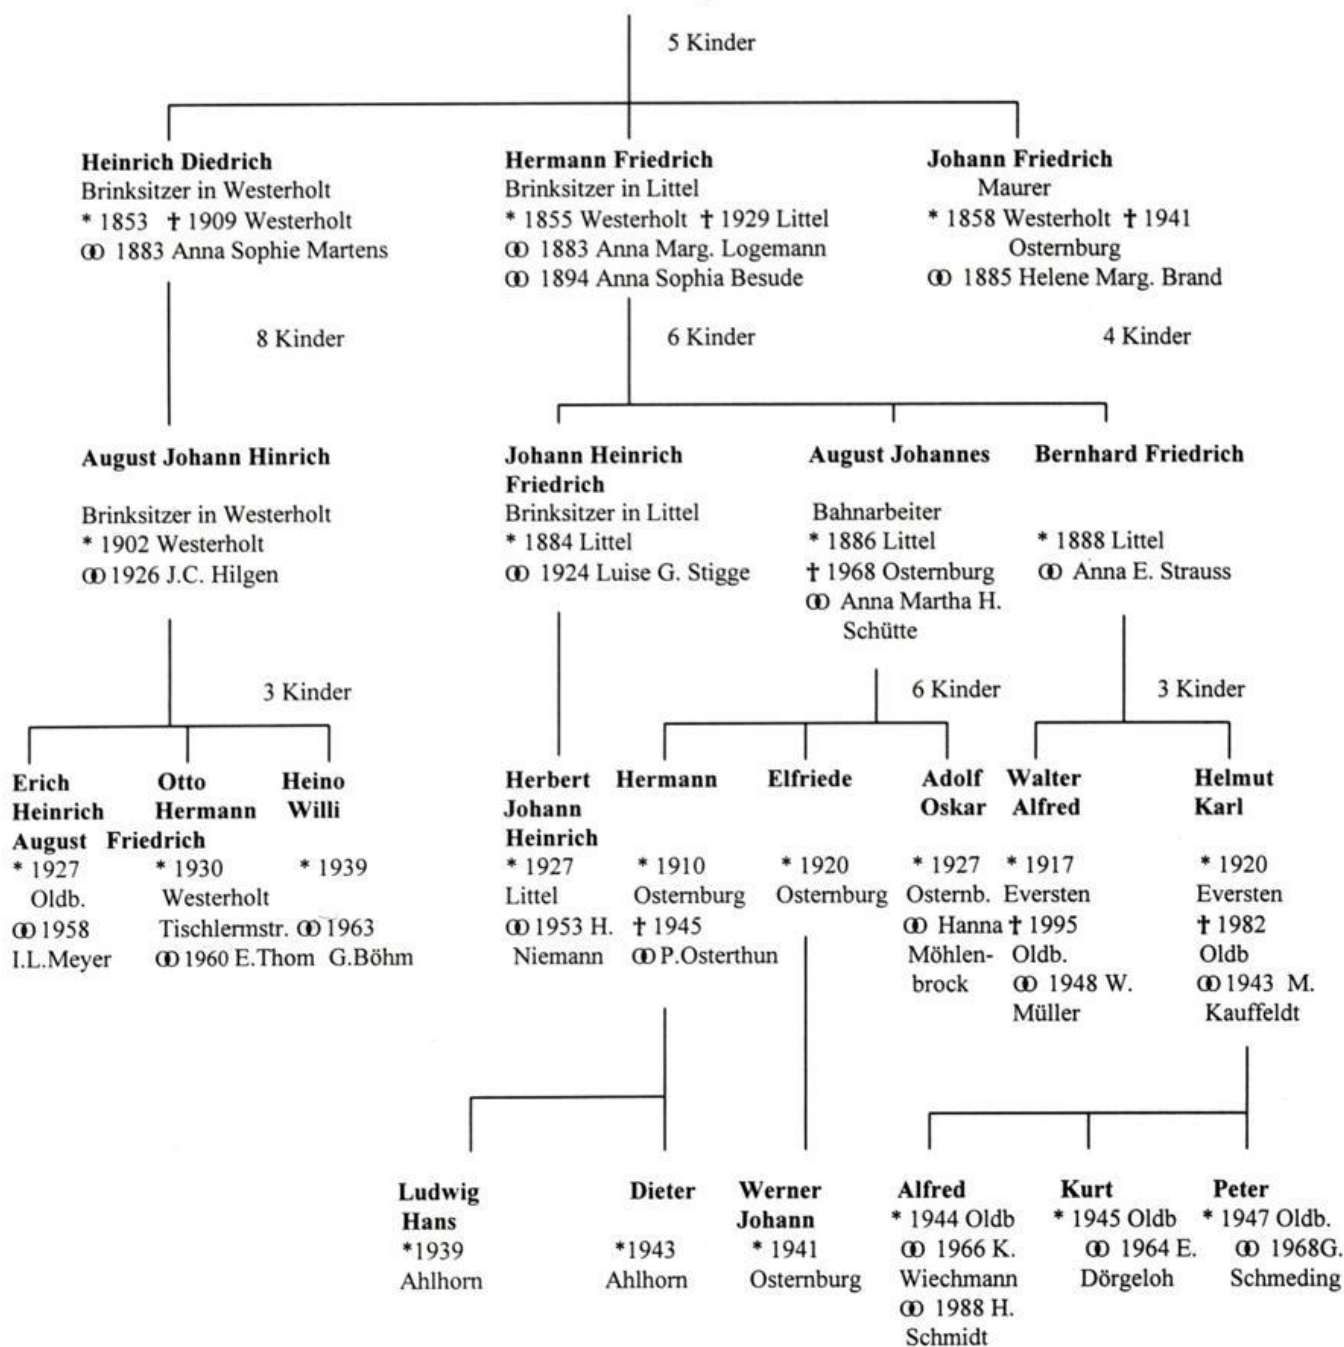 5 Kinder
Heinrich Diedrich
Brinksitzer in Westerholt
* 1853 † 1909 Westerholt
⚭ 1883 Anna Sophie Martens
Hermann Friedrich
Brinksitzer in Littel
* 1855 Westerholt † 1929 Littel
⚭ 1883 Anna Marg. Logemann
⚭ 1894 Anna Sophia Besude
Johann Friedrich
Maurer
* 1858 Westerholt † 1941
Osternburg
⚭ 1885 Helene Marg. Brand
8 Kinder
6 Kinder
4 Kinder
August Johann Hinrich
Brinksitzer in Westerholt
* 1902 Westerholt
⚭ 1926 J.C. Hilgen
Johann Heinrich
Friedrich
Brinksitzer in Littel
* 1884 Littel
⚭ 1924 Luise G. Stigge
August Johannes
Bahnarbeiter
* 1886 Littel
† 1968 Osternburg
⚭ Anna Martha H.
Schütte
Bernhard Friedrich
* 1888 Littel
⚭ Anna E. Strauss
3 Kinder
6 Kinder
3 Kinder
Erich
Heinrich
August
* 1927
Oldb.
⚭ 1958
I.L.Meyer
Otto
Hermann
Friedrich
* 1930
Westerholt
Tischlermstr.
⚭ 1960 E.Thom
Heino
Willi
* 1939
⚭ 1963
G.Böhm
Herbert
Johann
Heinrich
* 1927
Littel
⚭ 1953 H.
Niemann
Hermann
* 1910
Osternburg
† 1945
⚭ P.Osterthun
Elfriede
* 1920
Osternburg
Adolf
Oskar
* 1927
Osternb.
⚭ Hanna
Möhlen-
brock
Walter
Alfred
* 1917
Eversten
† 1995
Oldb.
⚭ 1948 W.
Müller
Helmut
Karl
* 1920
Eversten
† 1982
Oldb
⚭ 1943 M.
Kauffeldt
Ludwig
Hans
*1939
Ahlhorn
Dieter
*1943
Ahlhorn
Werner
Johann
* 1941
Osternburg
Alfred
* 1944 Oldb
⚭ 1966 K.
Wiechmann
⚭ 1988 H.
Schmidt
Kurt
* 1945 Oldb
⚭ 1964 E.
Dörgeloh
Peter
* 1947 Oldb.
⚭ 1968G.
Schmeding